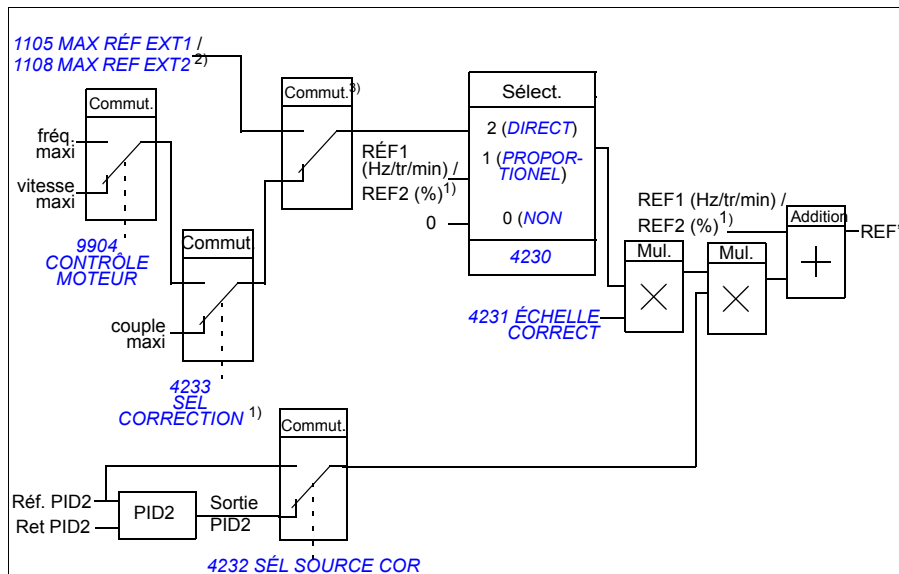 1105 MAX RÉF EXT1 /
1108 MAX REF EXT2 2)
Commut.
fréq.
maxi
vitesse
maxi
9904
CONTRÔLE
MOTEUR
Commut.
couple
maxi
4233
SEL
CORRECTION 1)
Commut. 3)
RÉF1
(Hz/tr/min) /
REF2 (%)1)
0
Sélect.
2 (DIRECT)
1 (PROPOR-
TIONEL)
0 (NON
4230
4231 ÉCHELLE
CORRECT
Mul.
Mul.
REF1 (Hz/tr/min) /
REF2 (%)1)
Addition
REF'
Commut.
Réf. PID2
Ret PID2
PID2
Sortie
PID2
4232 SÉL SOURCE COR